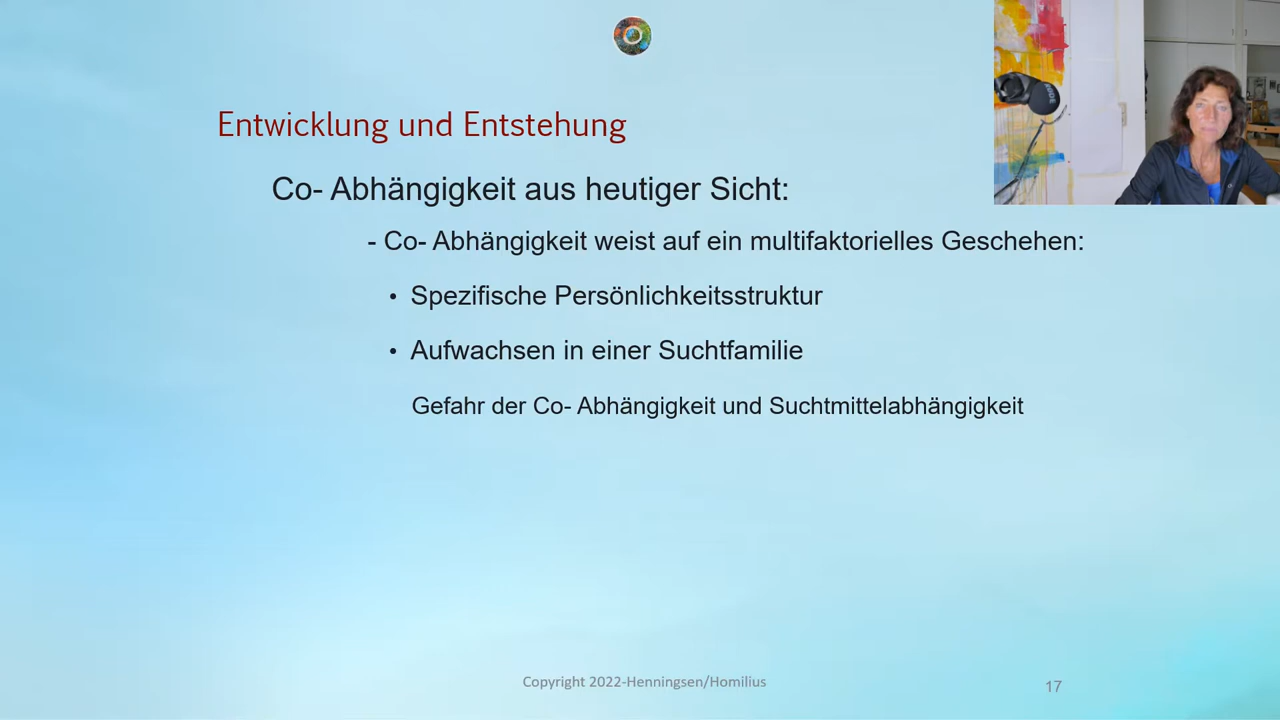 Entwicklung und Entstehung
Co- Abhängigkeit aus heutiger Sicht:
- Co- Abhängigkeit weist auf ein multifaktorielles Geschehen:
• Spezifische Persönlichkeitsstruktur
• Aufwachsen in einer Suchtfamilie
Gefahr der Co- Abhängigkeit und Suchtmittelabhängigkeit
Copyright 2022-Henningsen/Homilius
17